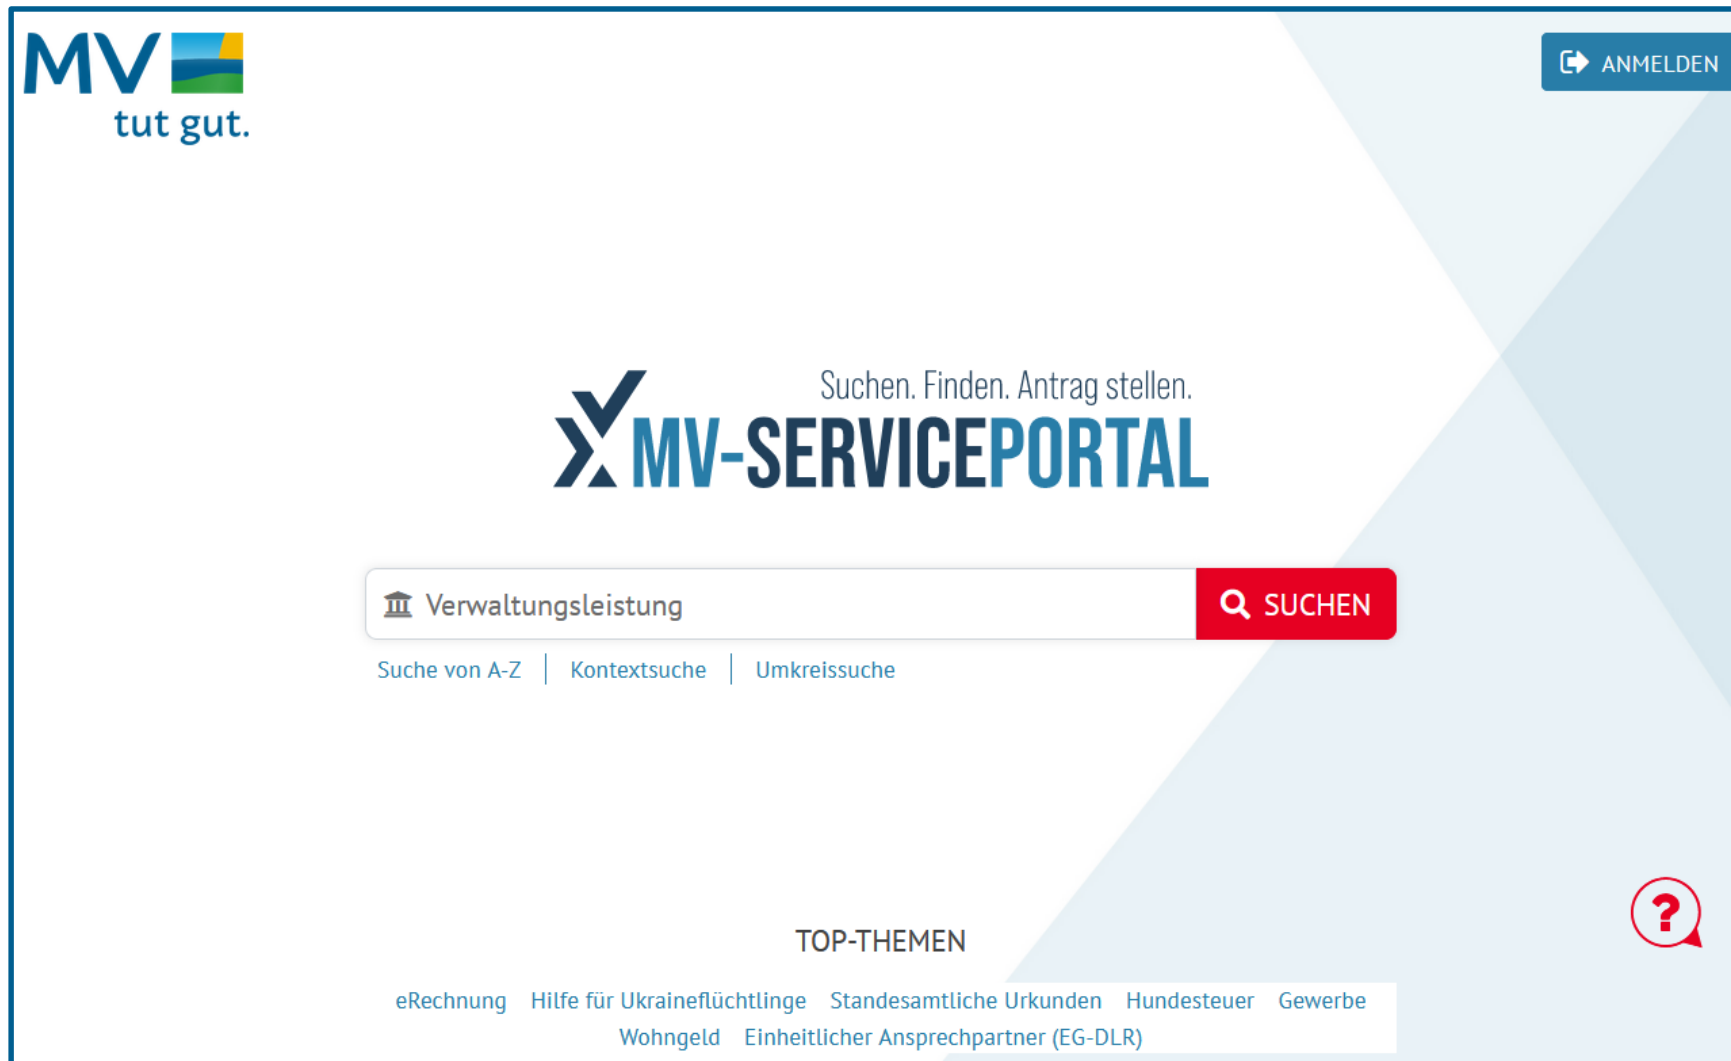 MV
tut gut.
ANMELDEN
Suchen. Finden. Antrag stellen.
MV-SERVICEPORTAL
Verwaltungsleistung
SUCHEN
Suche von A-Z
Kontextsuche
Umkreissuche
?
TOP-THEMEN
eRechnung Hilfe für Ukraineflüchtlinge Standesamtliche Urkunden Hundesteuer Gewerbe
Wohngeld Einheitlicher Ansprechpartner (EG-DLR)